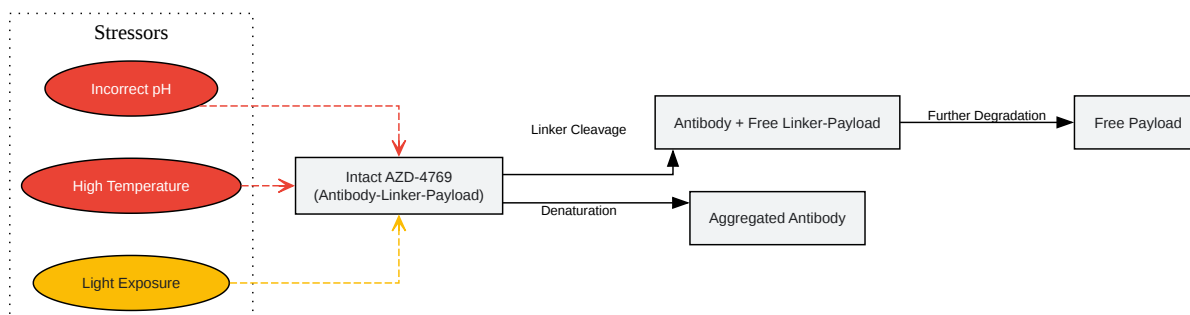 Stressors
Incorrect pH
High Temperature
Light Exposure
Intact AZD-4769
(Antibody-Linker-Payload)
Linker Cleavage
Denaturation
Antibody + Free Linker-Payload
Aggregated Antibody
Further Degradation
Free Payload